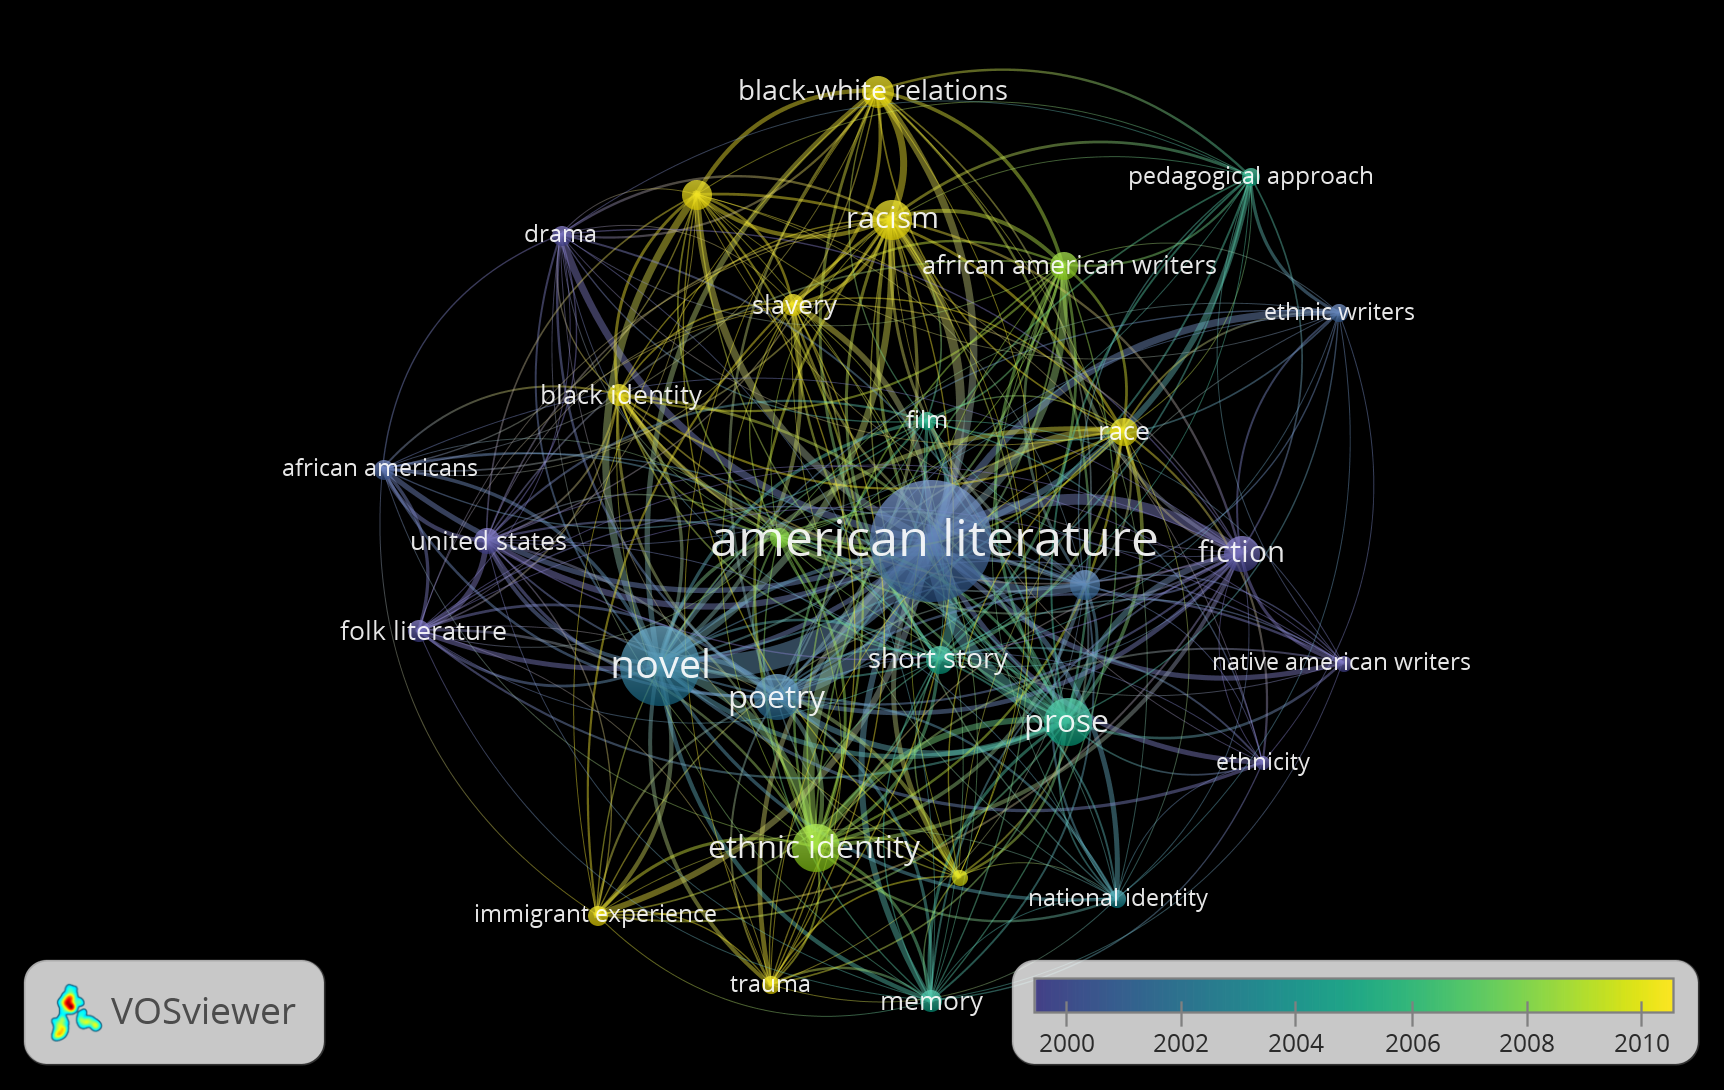 black-white relations
pedagogical approach
racism
drama
african american writers
slavery
ethnic writers
black identity
film
race
african americans
american literature
united states
fiction
folk literature
short story
novel
native american writers
poetry
prose
ethnicity
ethnic identity
national identity
immigrant experience
trauma
memory
VOSviewer
2000 2002 2004 2006 2008 2010